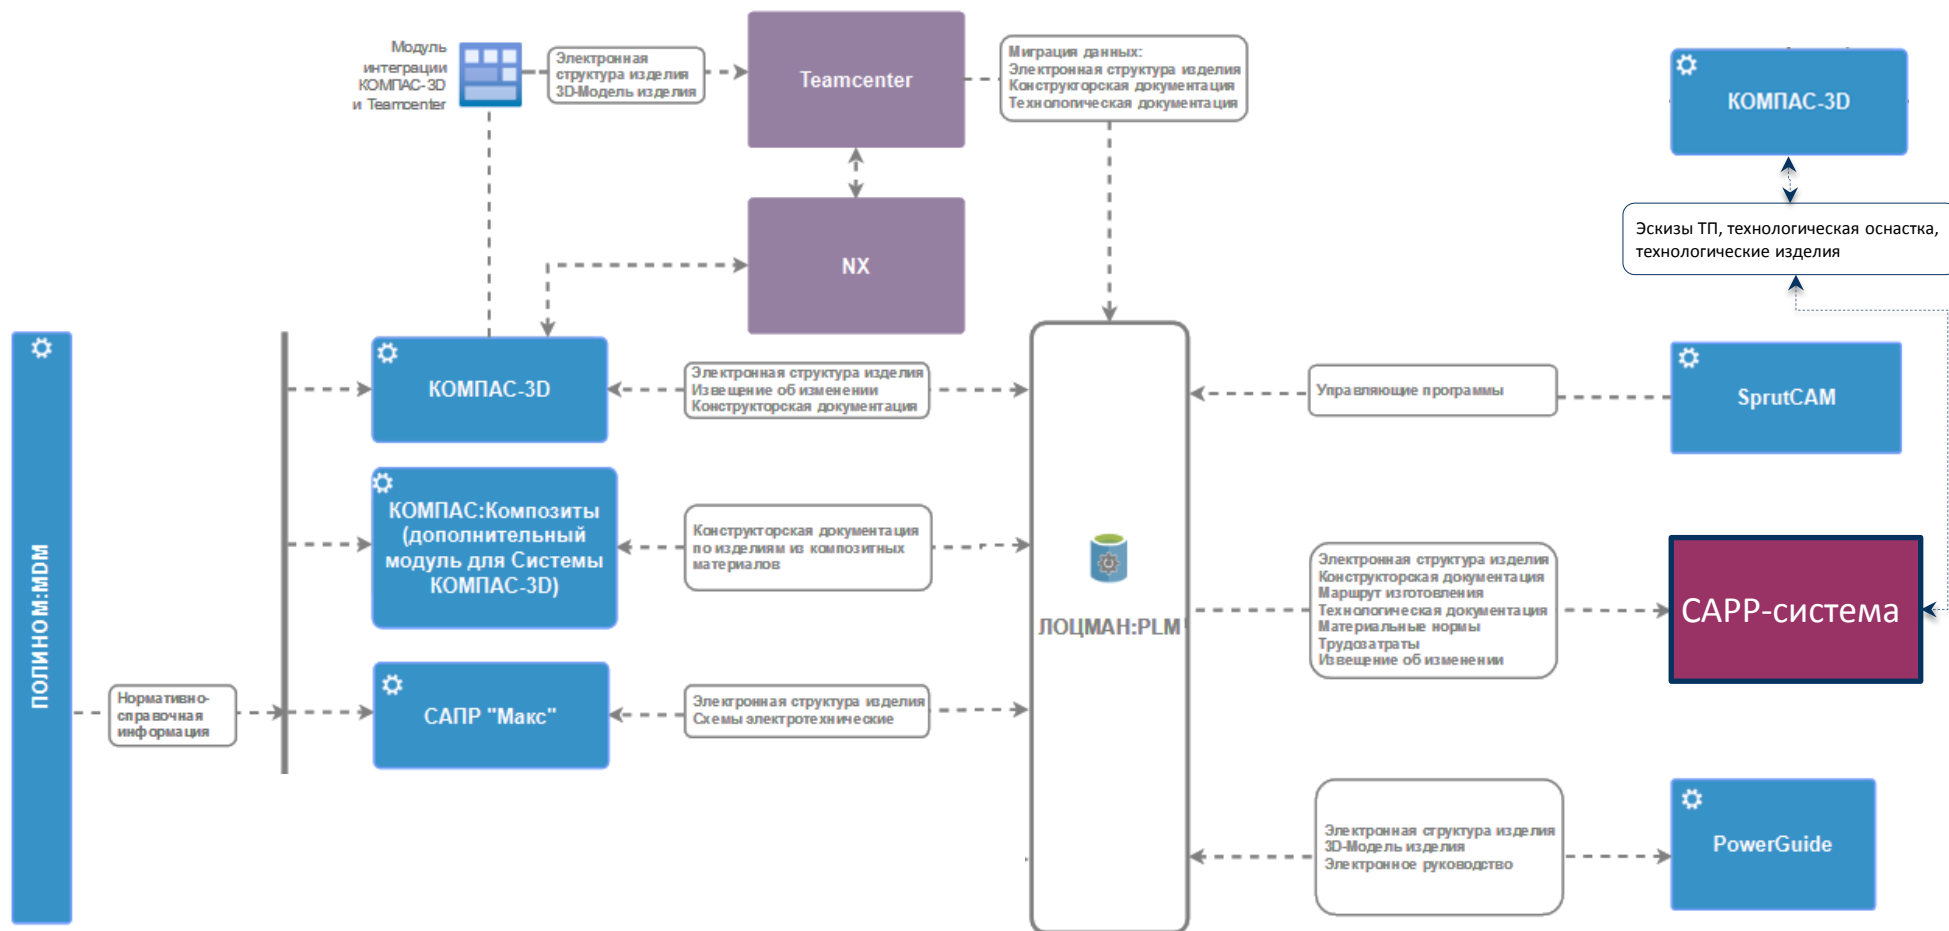 Модуль
интеграции
КОМПАС-3D
и Teamcenter
Электронная
структура изделия
3D-Модель изделия
Teamcenter
Миграция данных:
Электронная структура изделия
Конструкторская документация
Технологическая документация
КОМПАС-3D
Эскизы ТП, технологическая оснастка,
технологические изделия
NX
ПОЛИНОМ:MDM
Нормативно-
справочная
информация
КОМПАС-3D
Электронная структура изделия
Извещение об изменении
Конструкторская документация
КОМПАС:Композиты
(дополнительный
модуль для Системы
КОМПАС-3D)
Конструкторская документация
по изделиям из композитных
материалов
САПР "Макс"
Электронная структура изделия
Схемы электротехнические
ЛОЦМАН:PLM
Управляющие программы
SprutCAM
Электронная структура изделия
Конструкторская документация
Маршрут изготовления
Технологическая документация
Материальные нормы
Трудозатраты
Извещение об изменении
CAPP-система
Электронная структура изделия
3D-Модель изделия
Электронное руководство
PowerGuide